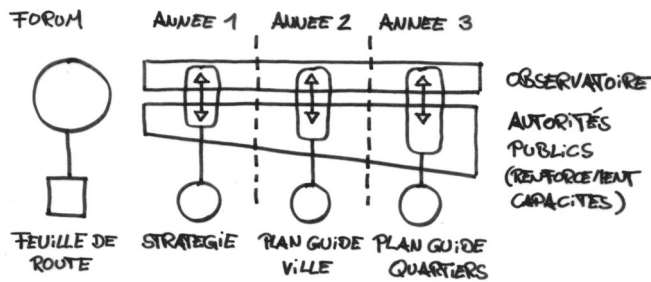 FORUM
ANNEE 1
ANNEE 2
ANNEE 3
OBSERVATOIRE
AUTORITÉS
PUBLICS
(RENFORCEMENT
CAPACITÉS)
FEUILLE DE
ROUTE
STRATEGIE
PLAN GUIDE
VILLE
PLAN GUIDE
QUARTIERS